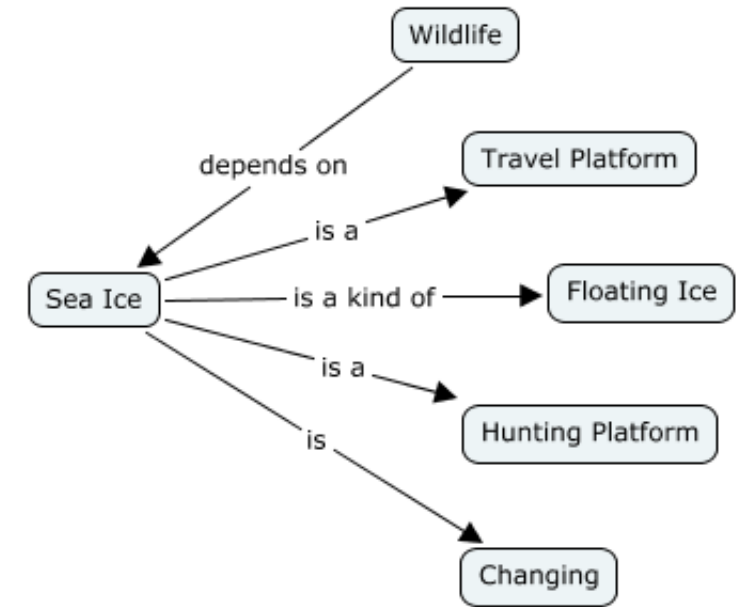 Wildlife
depends on
Travel Platform
is a
Sea Ice
is a kind of
Floating Ice
is a
Hunting Platform
is
Changing